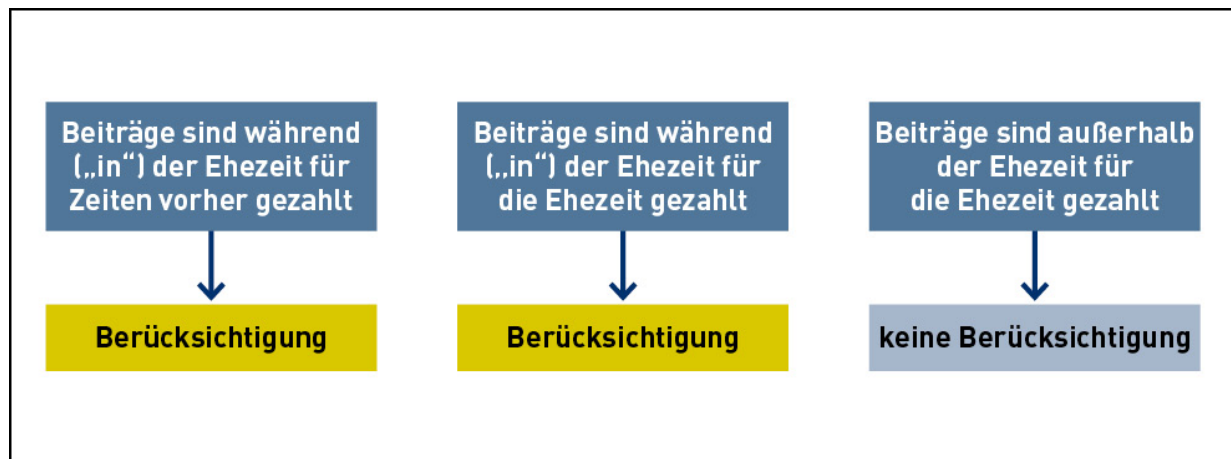 Beiträge sind während
(„in“) der Ehezeit für
Zeiten vorher gezahlt
Berücksichtigung
Beiträge sind während
(„in“) der Ehezeit für
die Ehezeit gezahlt
Berücksichtigung
Beiträge sind außerhalb
der Ehezeit für
die Ehezeit gezahlt
keine Berücksichtigung